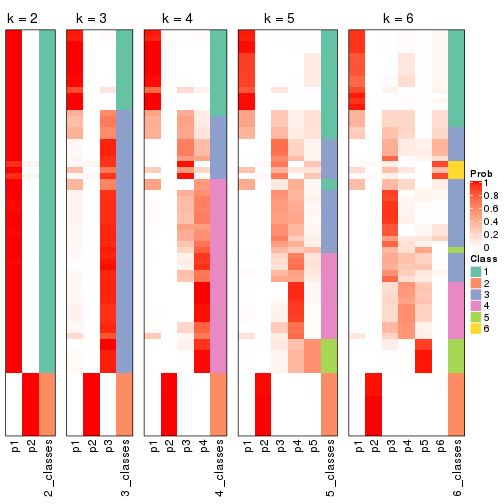 k = 2
k = 3
k = 4
k = 5
k = 6
p1
p2
2_classes
p1
p2
p3
3_classes
p1
p2
p3
p4
4_classes
p1
p2
p3
p4
p5
5_classes
p1
p2
p3
p4
p5
p6
6_classes
Prob
1
0.8
0.6
0.4
0.2
0
Class
1
2
3
4
5
6